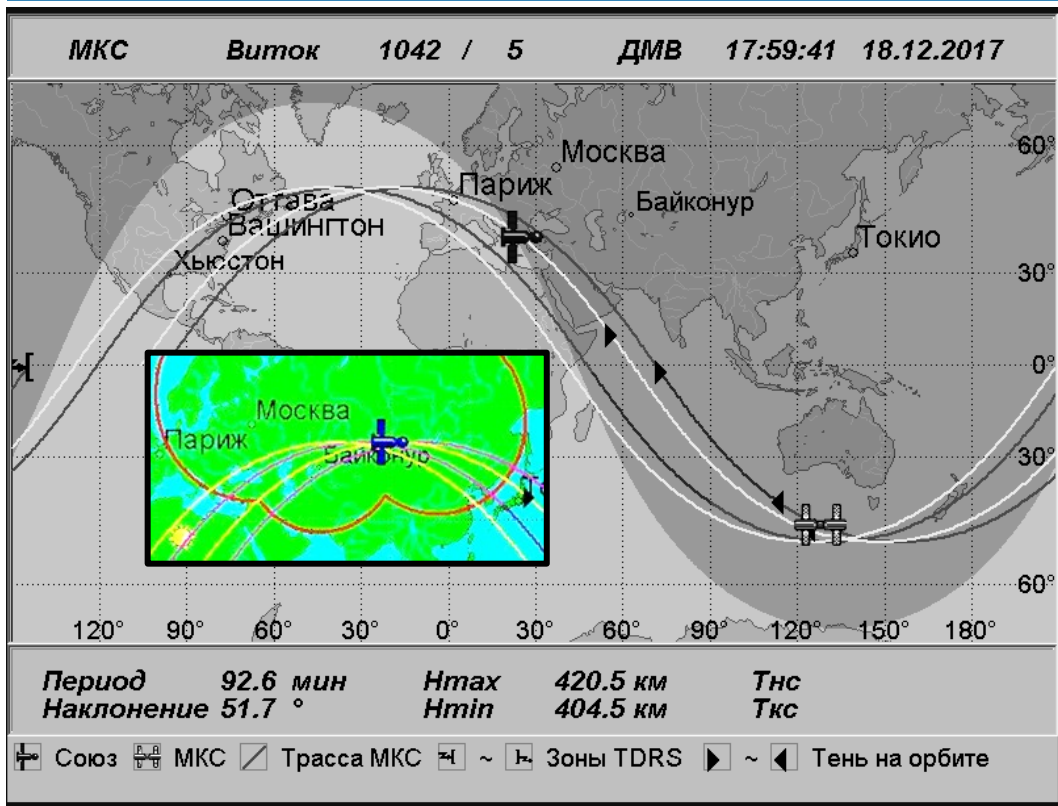 МКС Виток 1042 / 5 ДМВ 17:59:41 18.12.2017
60°
Москва
Париж
Байконур
Оттава
Вашингтон
Токио
Хьюстон
30°
0°
Москва
Париж
Байконур
30°
60°
120° 90° 60° 30° 0° 30° 60° 90° 120° 150° 180°
Период 92.6 мин Hmax 420.5 км Тнс
Наклонение 51.7 ° Hmin 404.5 км Ткс
Союз МКС Трасса МКС ~ Зоны TDRS ~ Тень на орбите